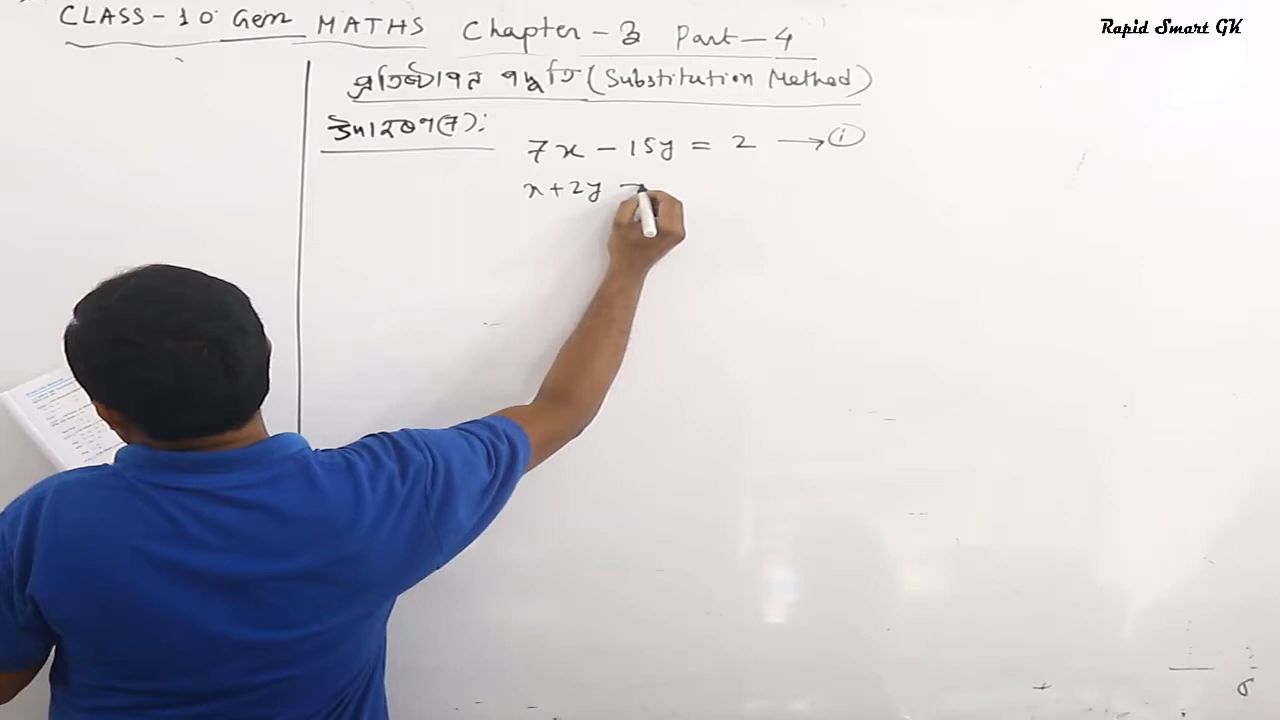 CLASS-10 Gen MATHS Chapter-3 Part-4
Rapid Smart GK
প্ৰতিষ্ঠাপন পদ্ধতি (Substitution Method)
উদাহৰণ(7):
7x - 15y = 2 → (i)
x + 2y =